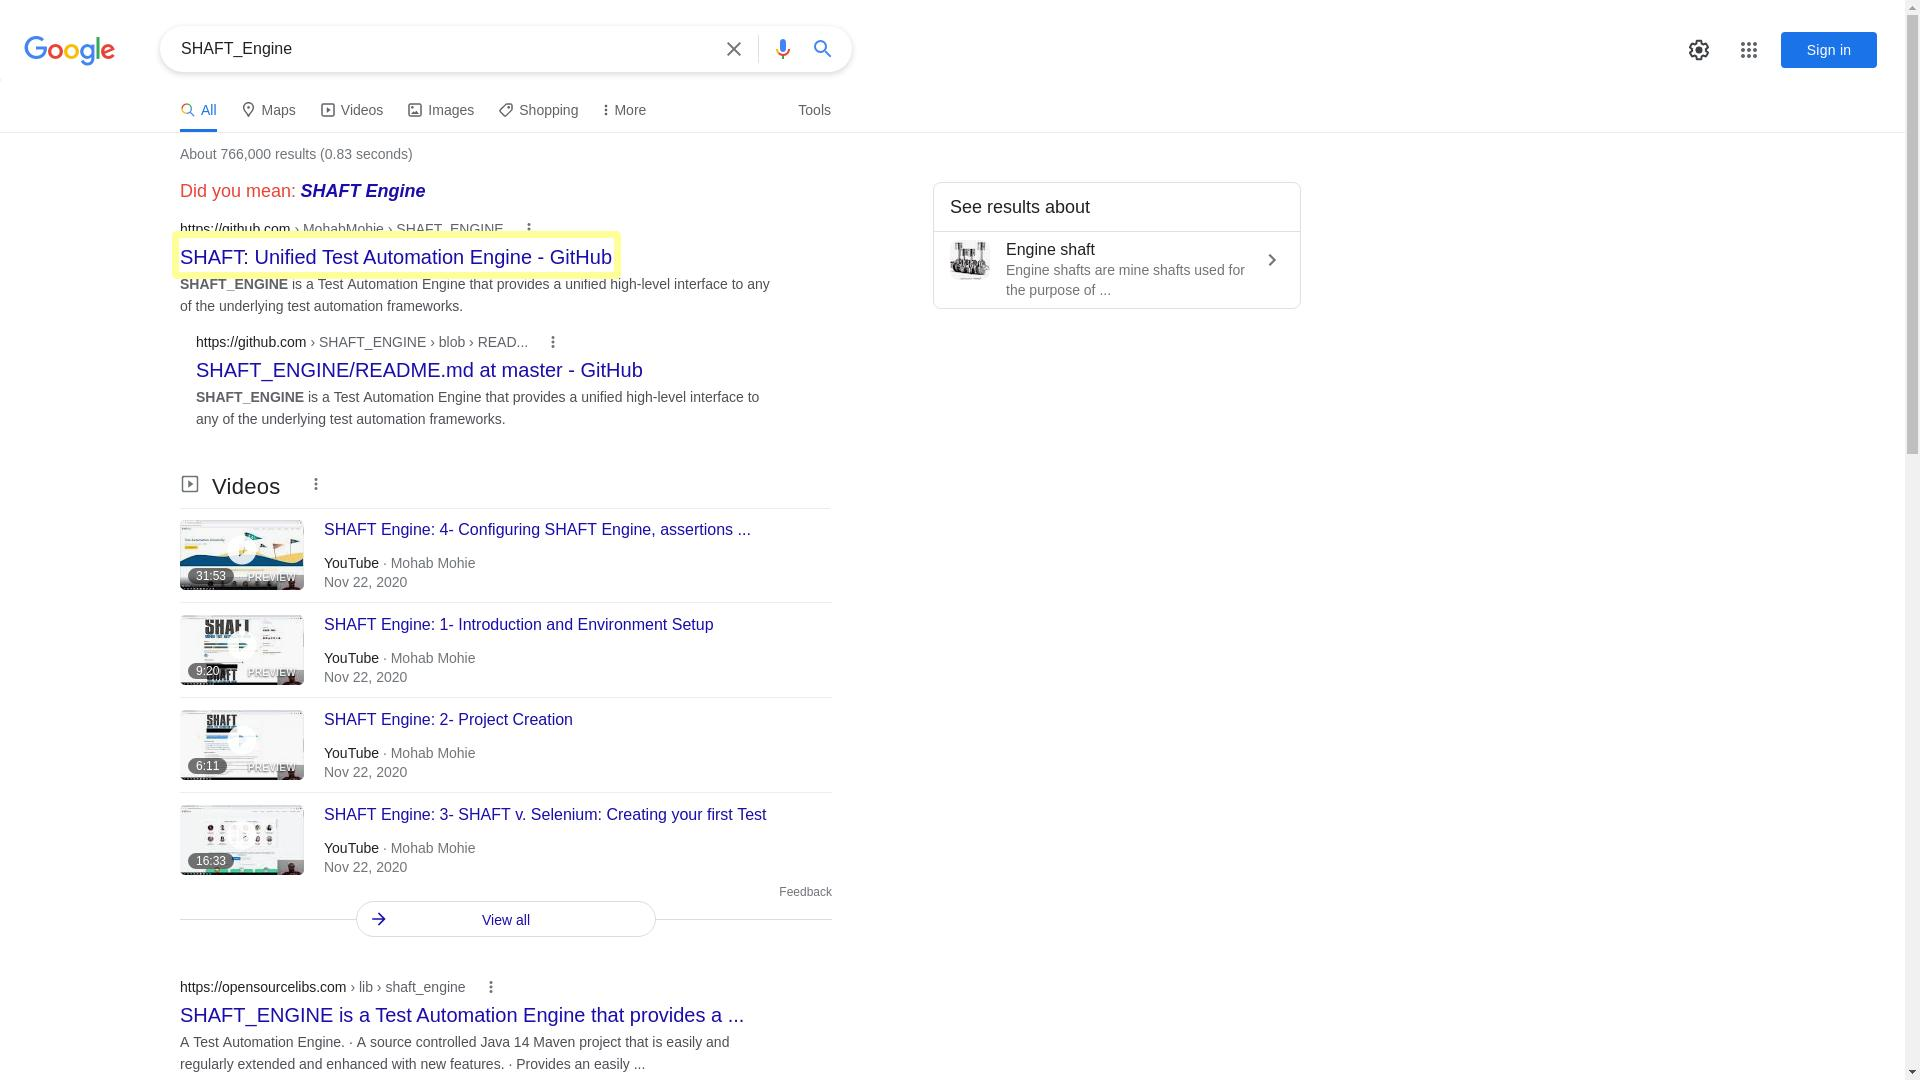 Google
SHAFT_Engine
Sign in
All
Maps
Videos
Images
Shopping
More
Tools
About 766,000 results (0.83 seconds)
Did you mean: SHAFT Engine
https://github.com › MohabMohie › SHAFT_ENGINE
SHAFT: Unified Test Automation Engine - GitHub
SHAFT_ENGINE is a Test Automation Engine that provides a unified high-level interface to any
of the underlying test automation frameworks.
https://github.com › SHAFT_ENGINE › blob › READ...
SHAFT_ENGINE/README.md at master - GitHub
SHAFT_ENGINE is a Test Automation Engine that provides a unified high-level interface to
any of the underlying test automation frameworks.
See results about
Engine shaft
Engine shafts are mine shafts used for
the purpose of ...
Videos
31:53
PREVIEW
SHAFT Engine: 4- Configuring SHAFT Engine, assertions ...
YouTube · Mohab Mohie
Nov 22, 2020
SHAFT
9:20
PREVIEW
SHAFT
SHAFT Engine: 1- Introduction and Environment Setup
YouTube · Mohab Mohie
Nov 22, 2020
SHAFT
6:11
PREVIEW
SHAFT Engine: 2- Project Creation
YouTube · Mohab Mohie
Nov 22, 2020
16:33
SHAFT Engine: 3- SHAFT v. Selenium: Creating your first Test
YouTube · Mohab Mohie
Nov 22, 2020
Feedback
View all
https://opensourcelibs.com › lib › shaft_engine
SHAFT_ENGINE is a Test Automation Engine that provides a ...
A Test Automation Engine. · A source controlled Java 14 Maven project that is easily and
regularly extended and enhanced with new features. · Provides an easily ...